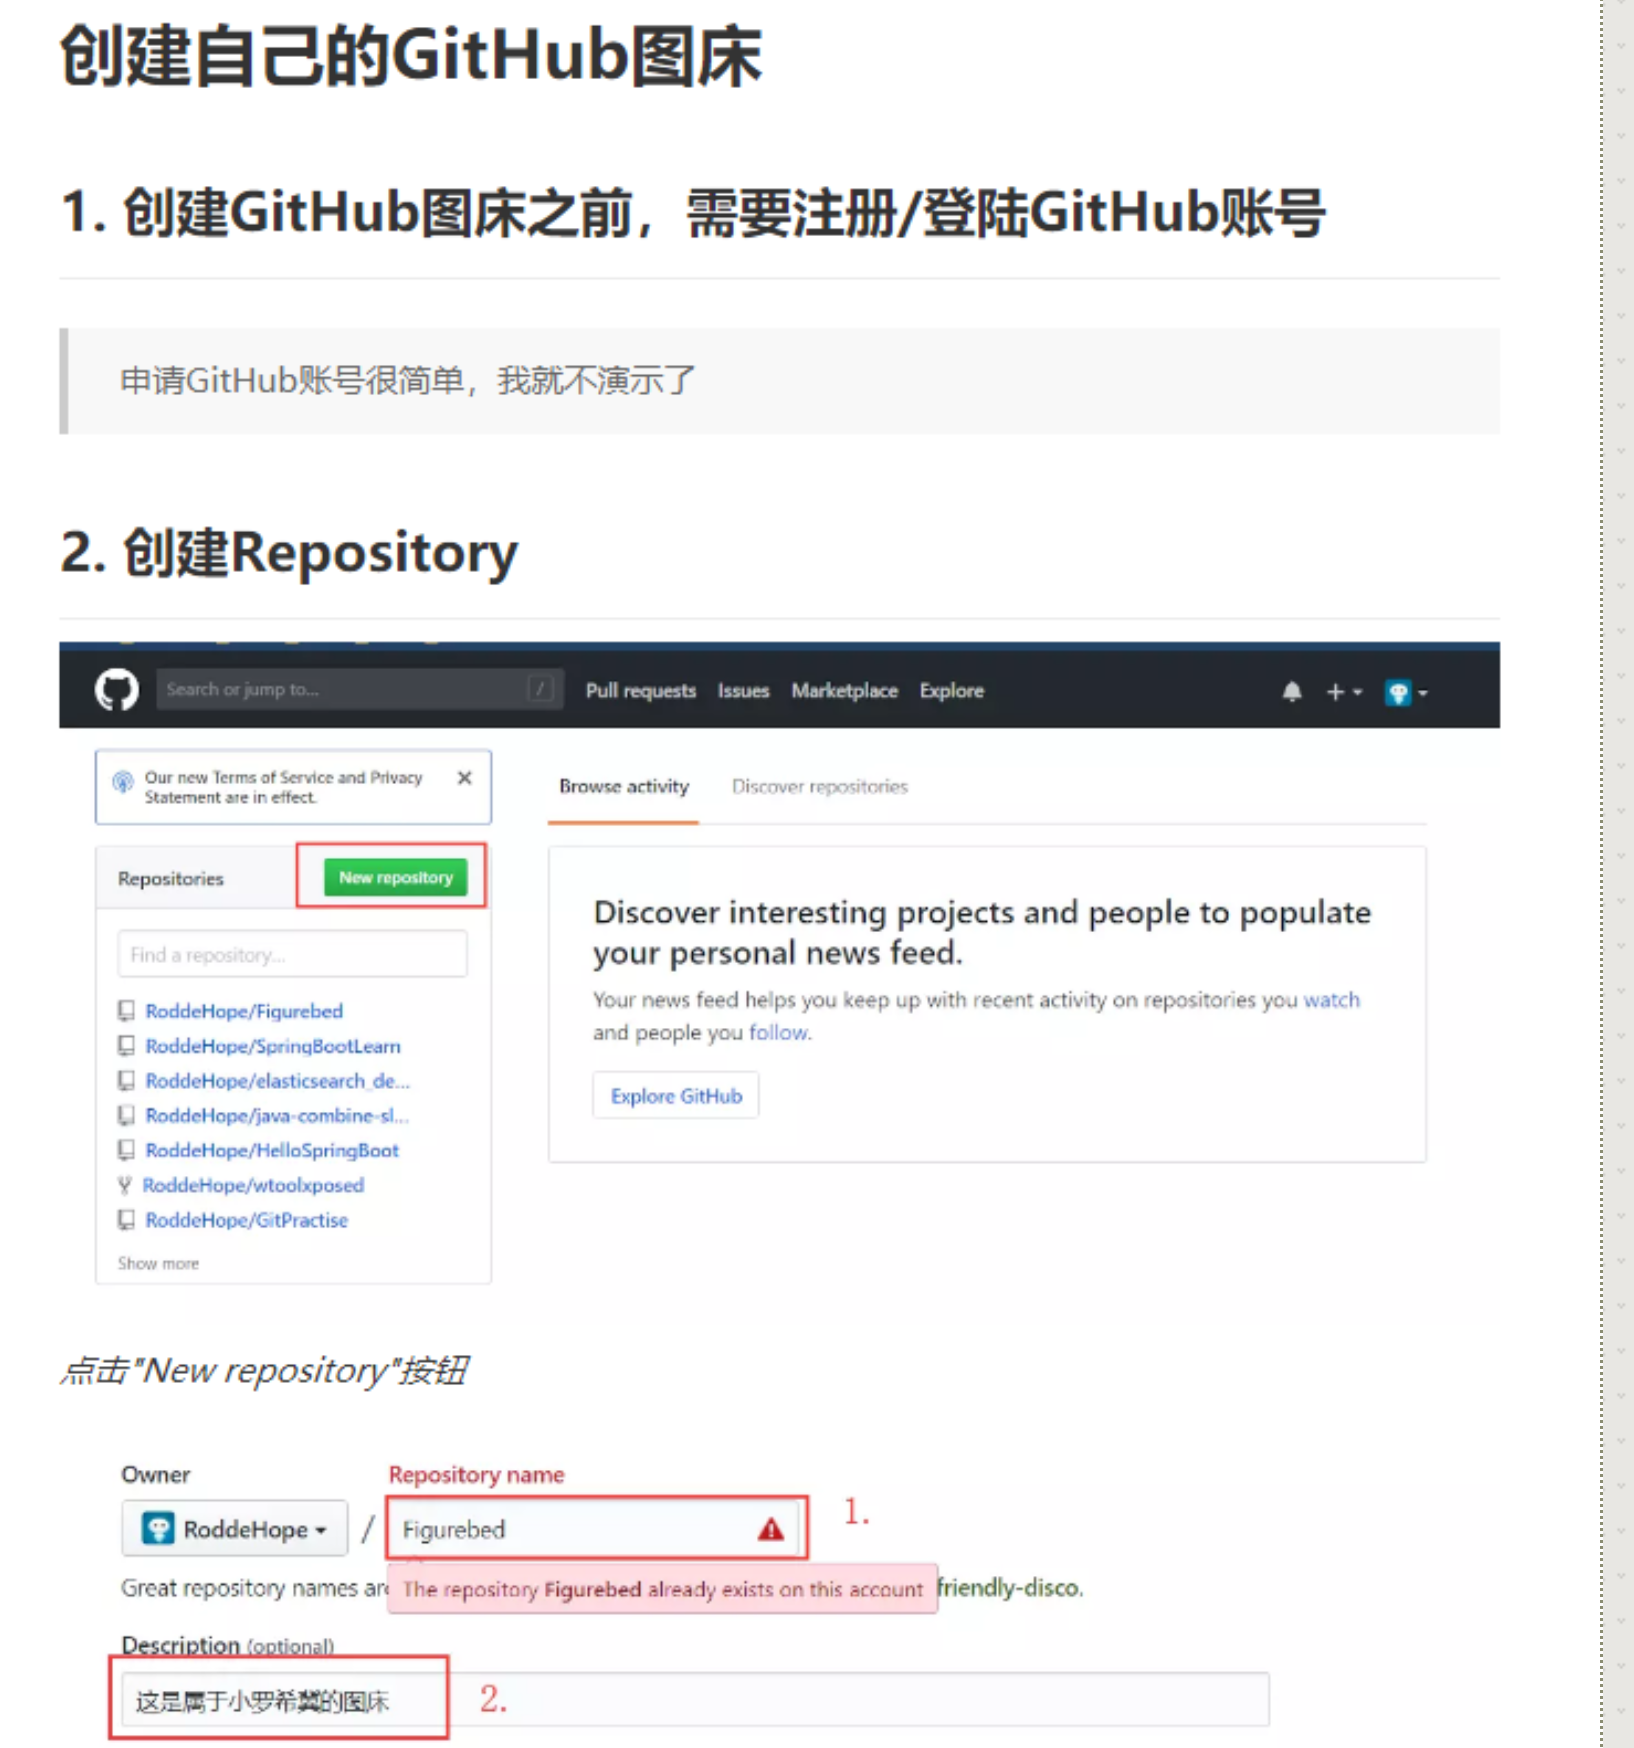 创建自己的GitHub图床
1. 创建GitHub图床之前，需要注册/登陆GitHub账号
申请GitHub账号很简单，我就不演示了
2. 创建Repository
Search or jump to... /
Pull requests Issues Marketplace Explore
Our new Terms of Service and Privacy
Statement are in effect.
Repositories
New repository
Find a repository...
RoddeHope/Figurebed
RoddeHope/SpringBootLearn
RoddeHope/elasticsearch_de...
RoddeHope/java-combine-sl...
RoddeHope/HelloSpringBoot
RoddeHope/wtoolxposed
RoddeHope/GitPractise
Show more
Browse activity Discover repositories
Discover interesting projects and people to populate
your personal news feed.
Your news feed helps you keep up with recent activity on repositories you watch
and people you follow.
Explore GitHub
点击"New repository"按钮
Owner
Repository name
RoddeHope / Figurebed
1.
Great repository names are
The repository Figurebed already exists on this account
friendly-disco.
Description (optional)
这是属于小罗希冀的图床
2.